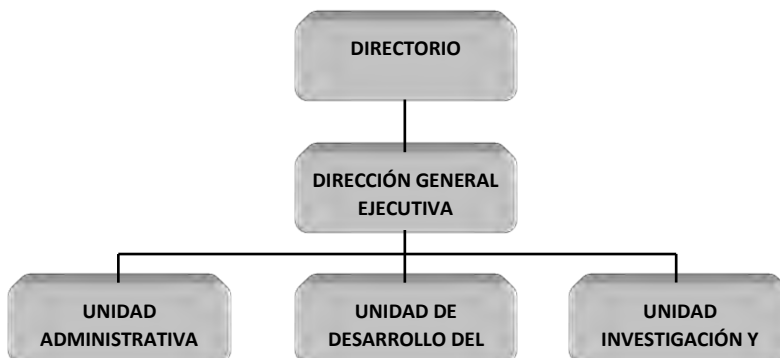 DIRECTORIO
DIRECCIÓN GENERAL
EJECUTIVA
UNIDAD
ADMINISTRATIVA
UNIDAD DE
DESARROLLO DEL
UNIDAD
INVESTIGACIÓN Y